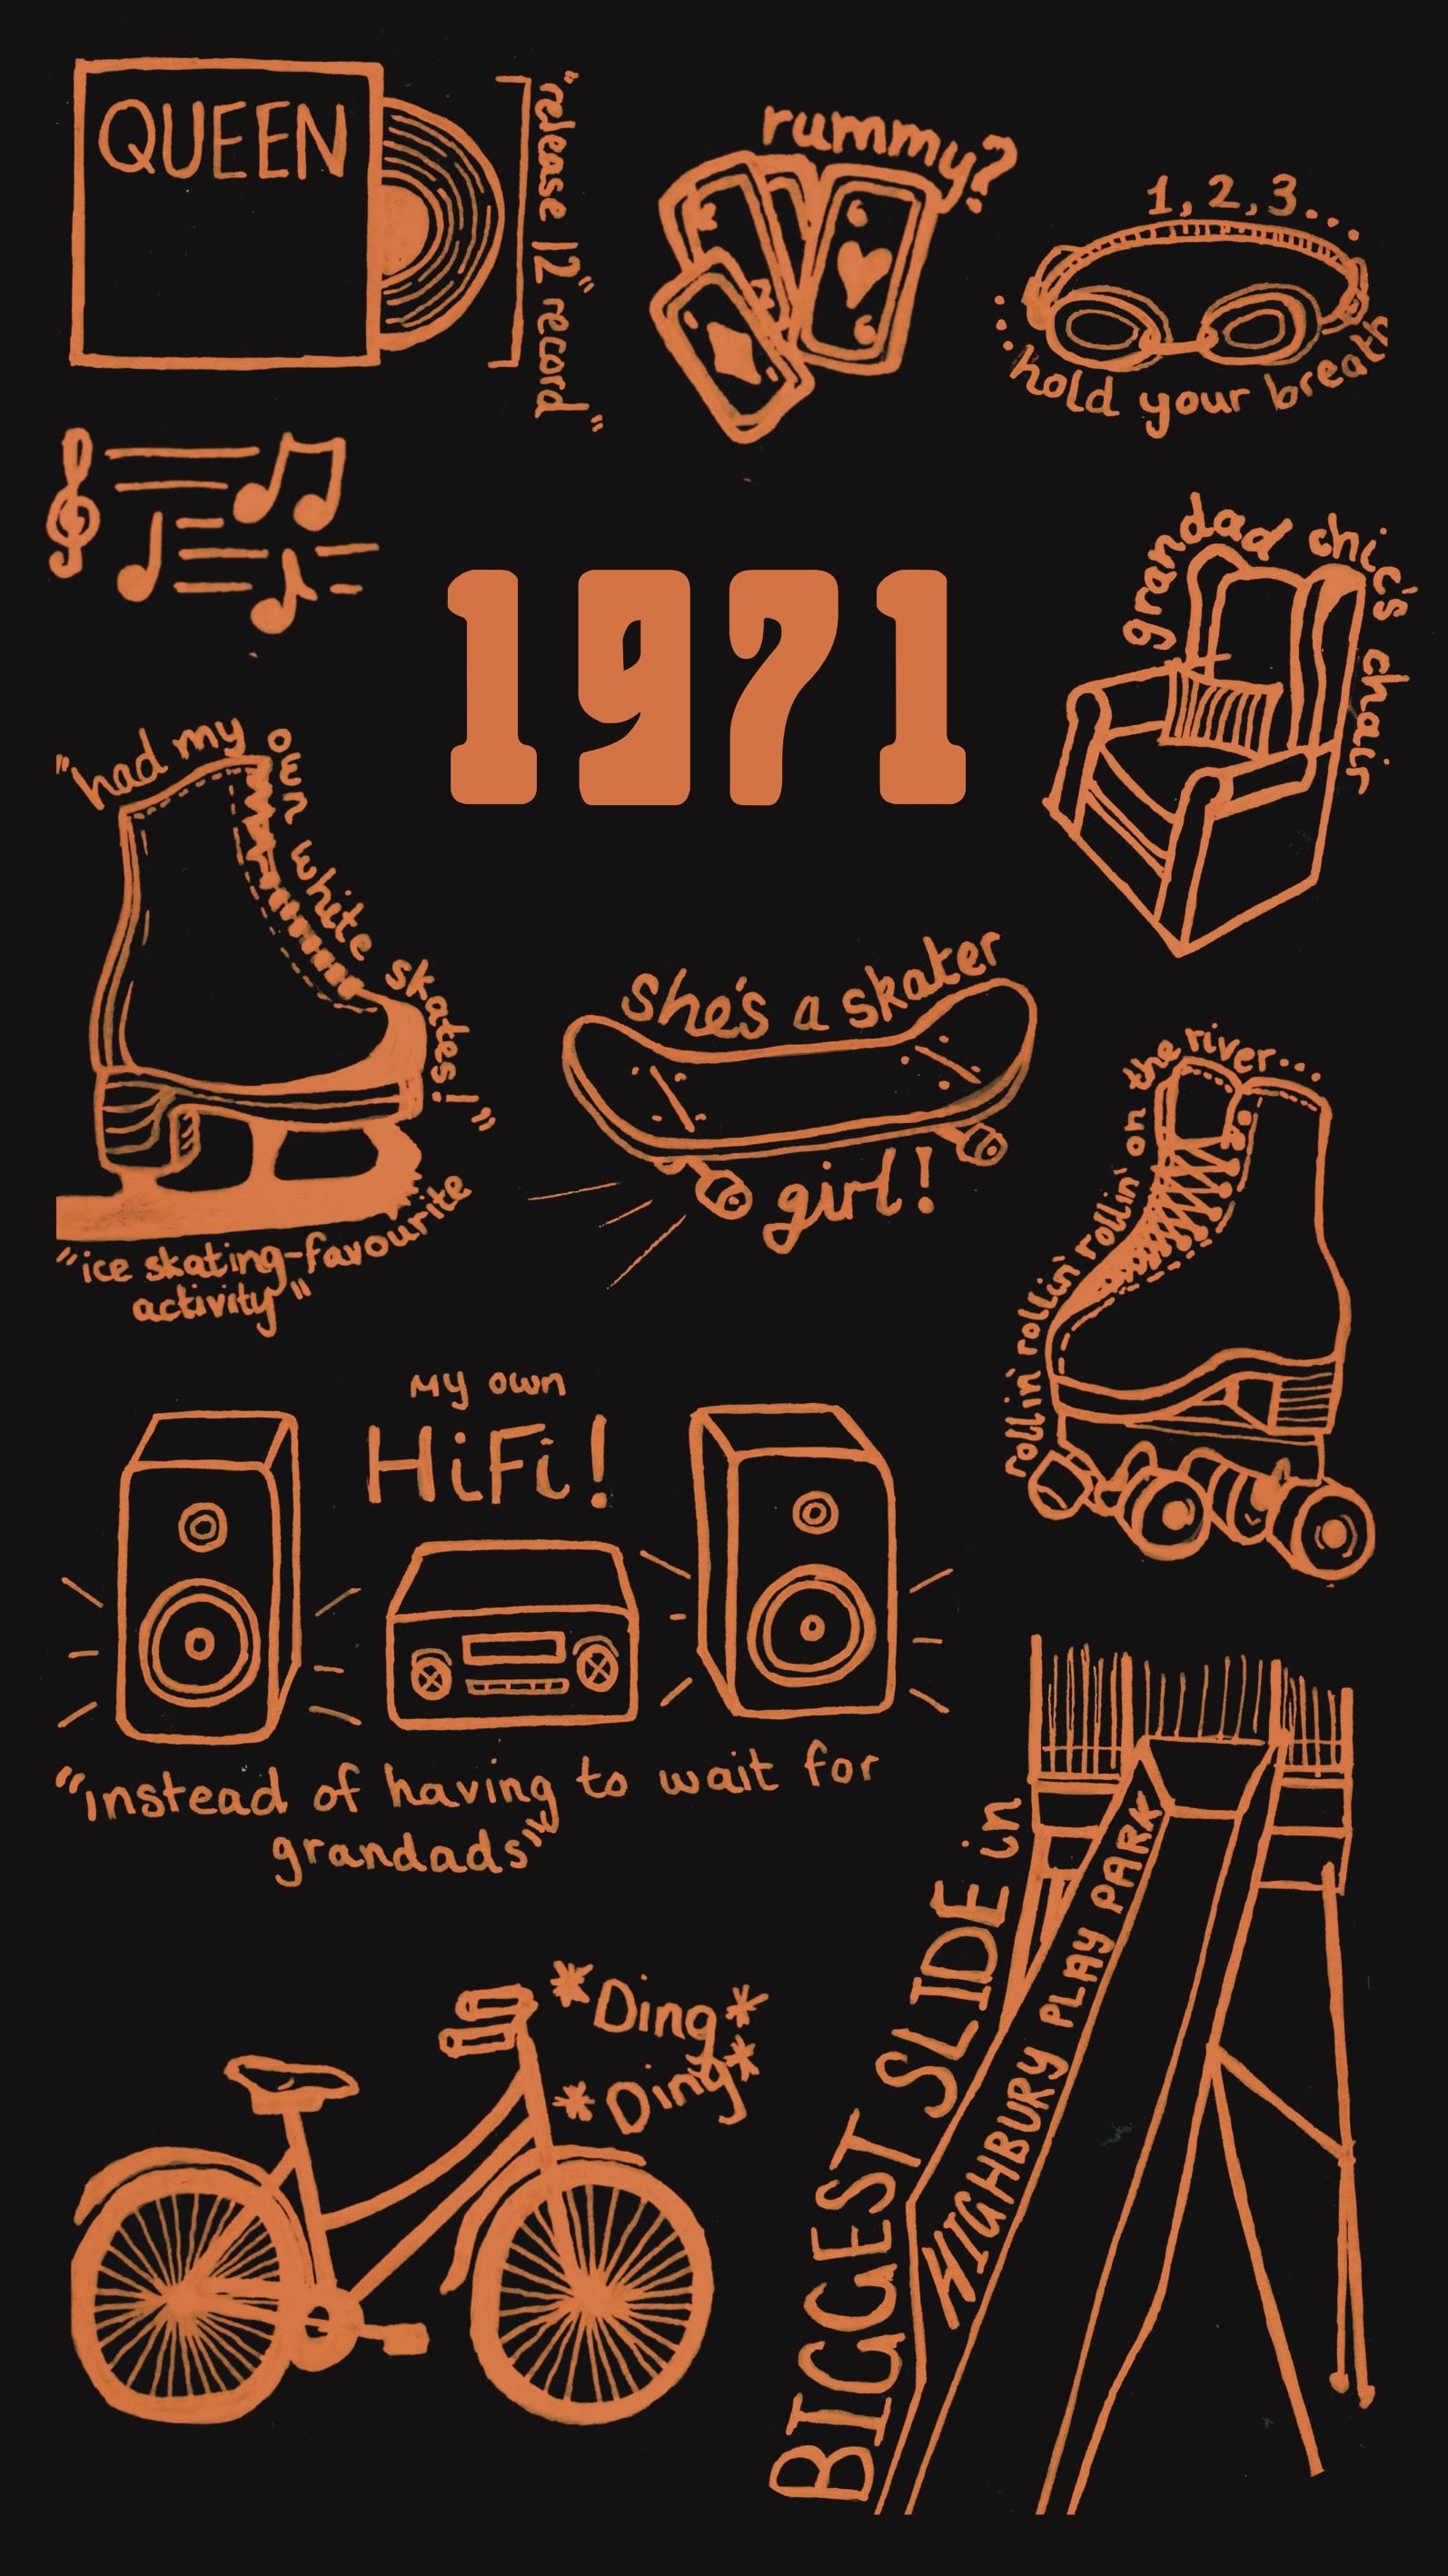 QUEEN
"release 12" record"
rummy?
1, 2, 3...
...hold your breath
1971
grandad chic's chair
"had my own white skates!"
"ice skating-favourite
activity"
She's a skater
girl!
rollin' rollin' rollin' on the river...
My own
HiFi!
"instead of having to wait for
grandads"
*Ding*
*Ding*
BIGGEST SLIDE in
HIGHBURY PLAY PARK